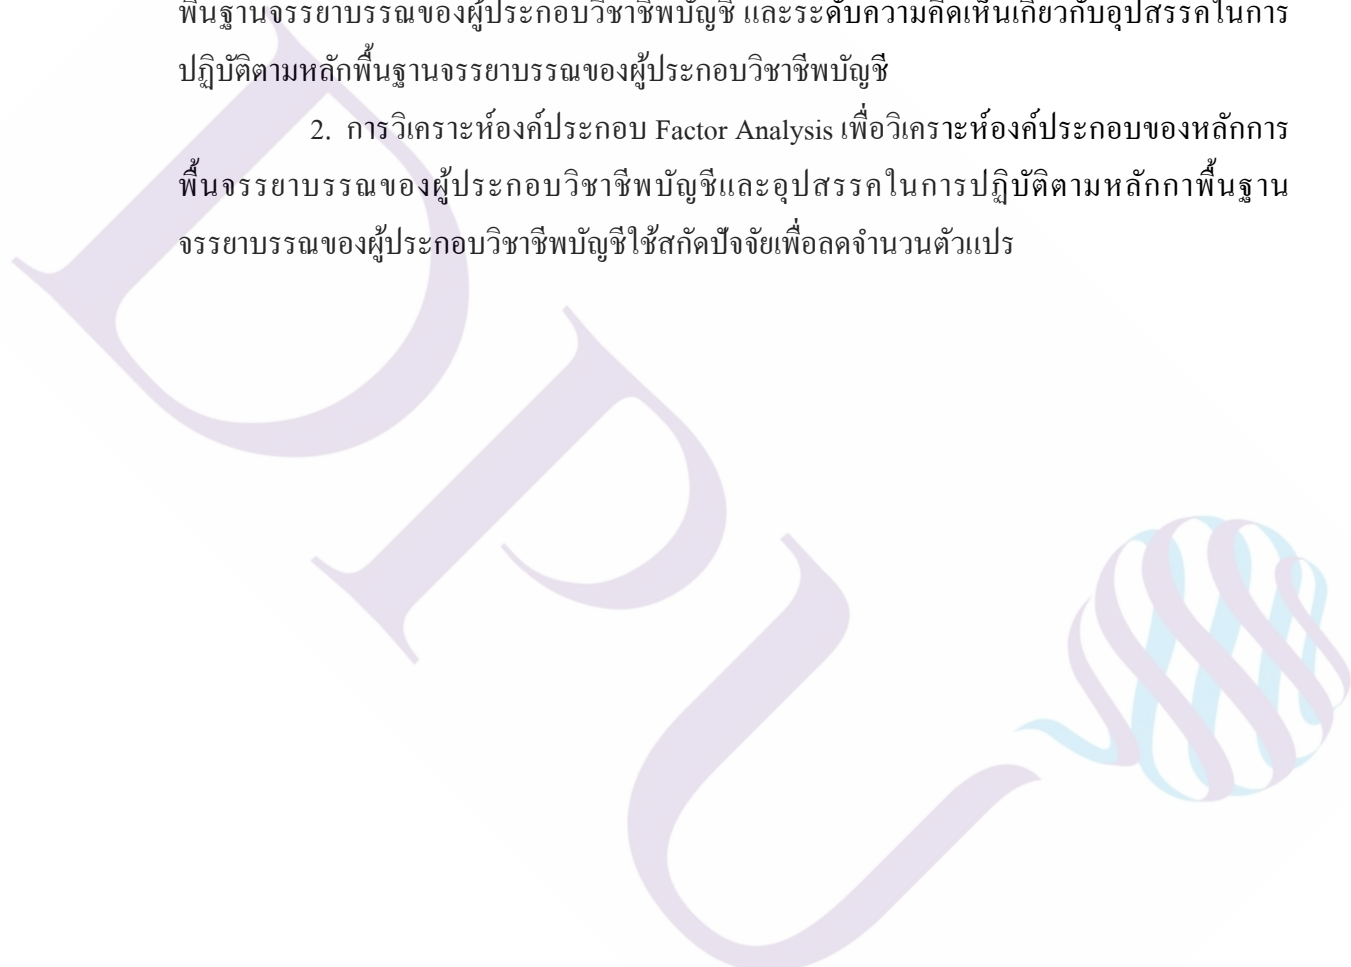 พื้นฐานจรรยาบรรณของผู้ประกอบวิชาชีพบัญชี และระดับความคิดเห็นเกี่ยวกับอุปสรรคในการ
ปฏิบัติตามหลักพื้นฐานจรรยาบรรณของผู้ประกอบวิชาชีพบัญชี
2. การวิเคราะห์องค์ประกอบ Factor Analysis เพื่อวิเคราะห์องค์ประกอบของหลักการ
พื้นจรรยาบรรณของผู้ประกอบวิชาชีพบัญชีและอุปสรรคในการปฏิบัติตามหลักกาพื้นฐาน
จรรยาบรรณของผู้ประกอบวิชาชีพบัญชีใช้สกัดปัจจัยเพื่อลดจำนวนตัวแปร
DPU